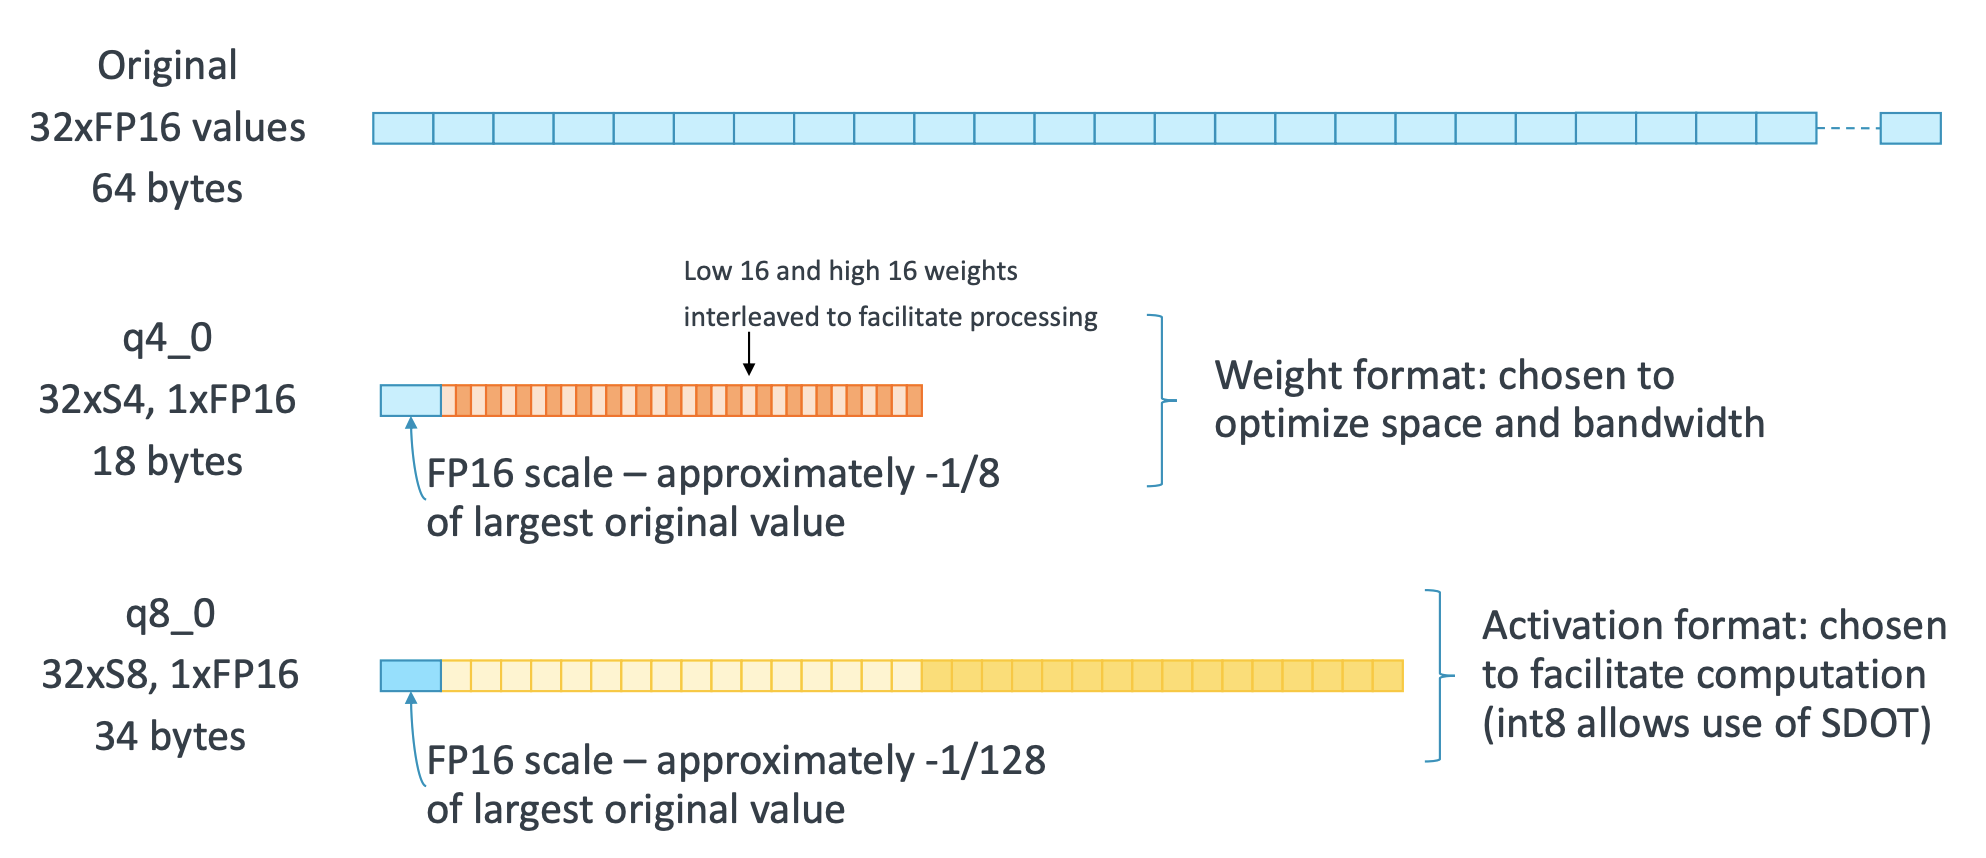 Original
32xFP16 values
64 bytes
Low 16 and high 16 weights
interleaved to facilitate processing
q4_0
32xS4, 1xFP16
18 bytes
FP16 scale – approximately -1/8
of largest original value
Weight format: chosen to
optimize space and bandwidth
q8_0
32xS8, 1xFP16
34 bytes
FP16 scale – approximately -1/128
of largest original value
Activation format: chosen
to facilitate computation
(int8 allows use of SDOT)